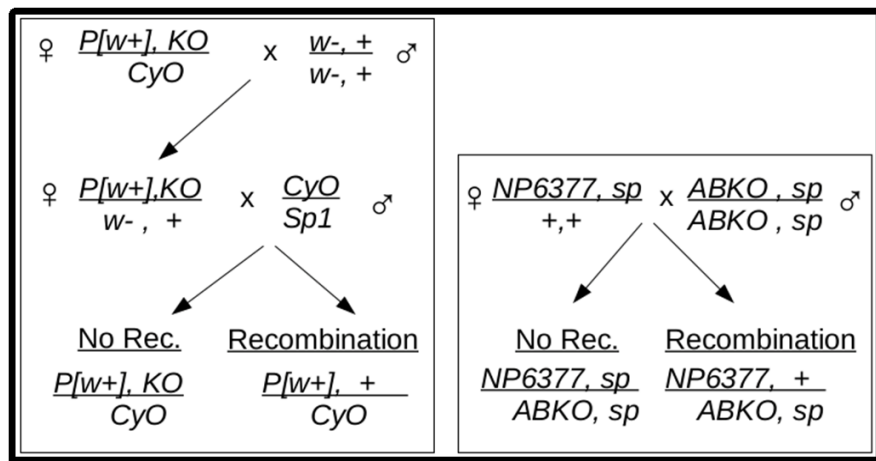 ♀ P[w+], KO x w-, + ♂
CyO w-, +
♀ P[w+],KO x CyO ♂
w- , + Sp1
No Rec. Recombination
P[w+], KO P[w+], +
CyO CyO
♀ NP6377, sp x ABKO , sp ♂
+,+ ABKO , sp
No Rec. Recombination
NP6377, sp NP6377, +
ABKO, sp ABKO, sp